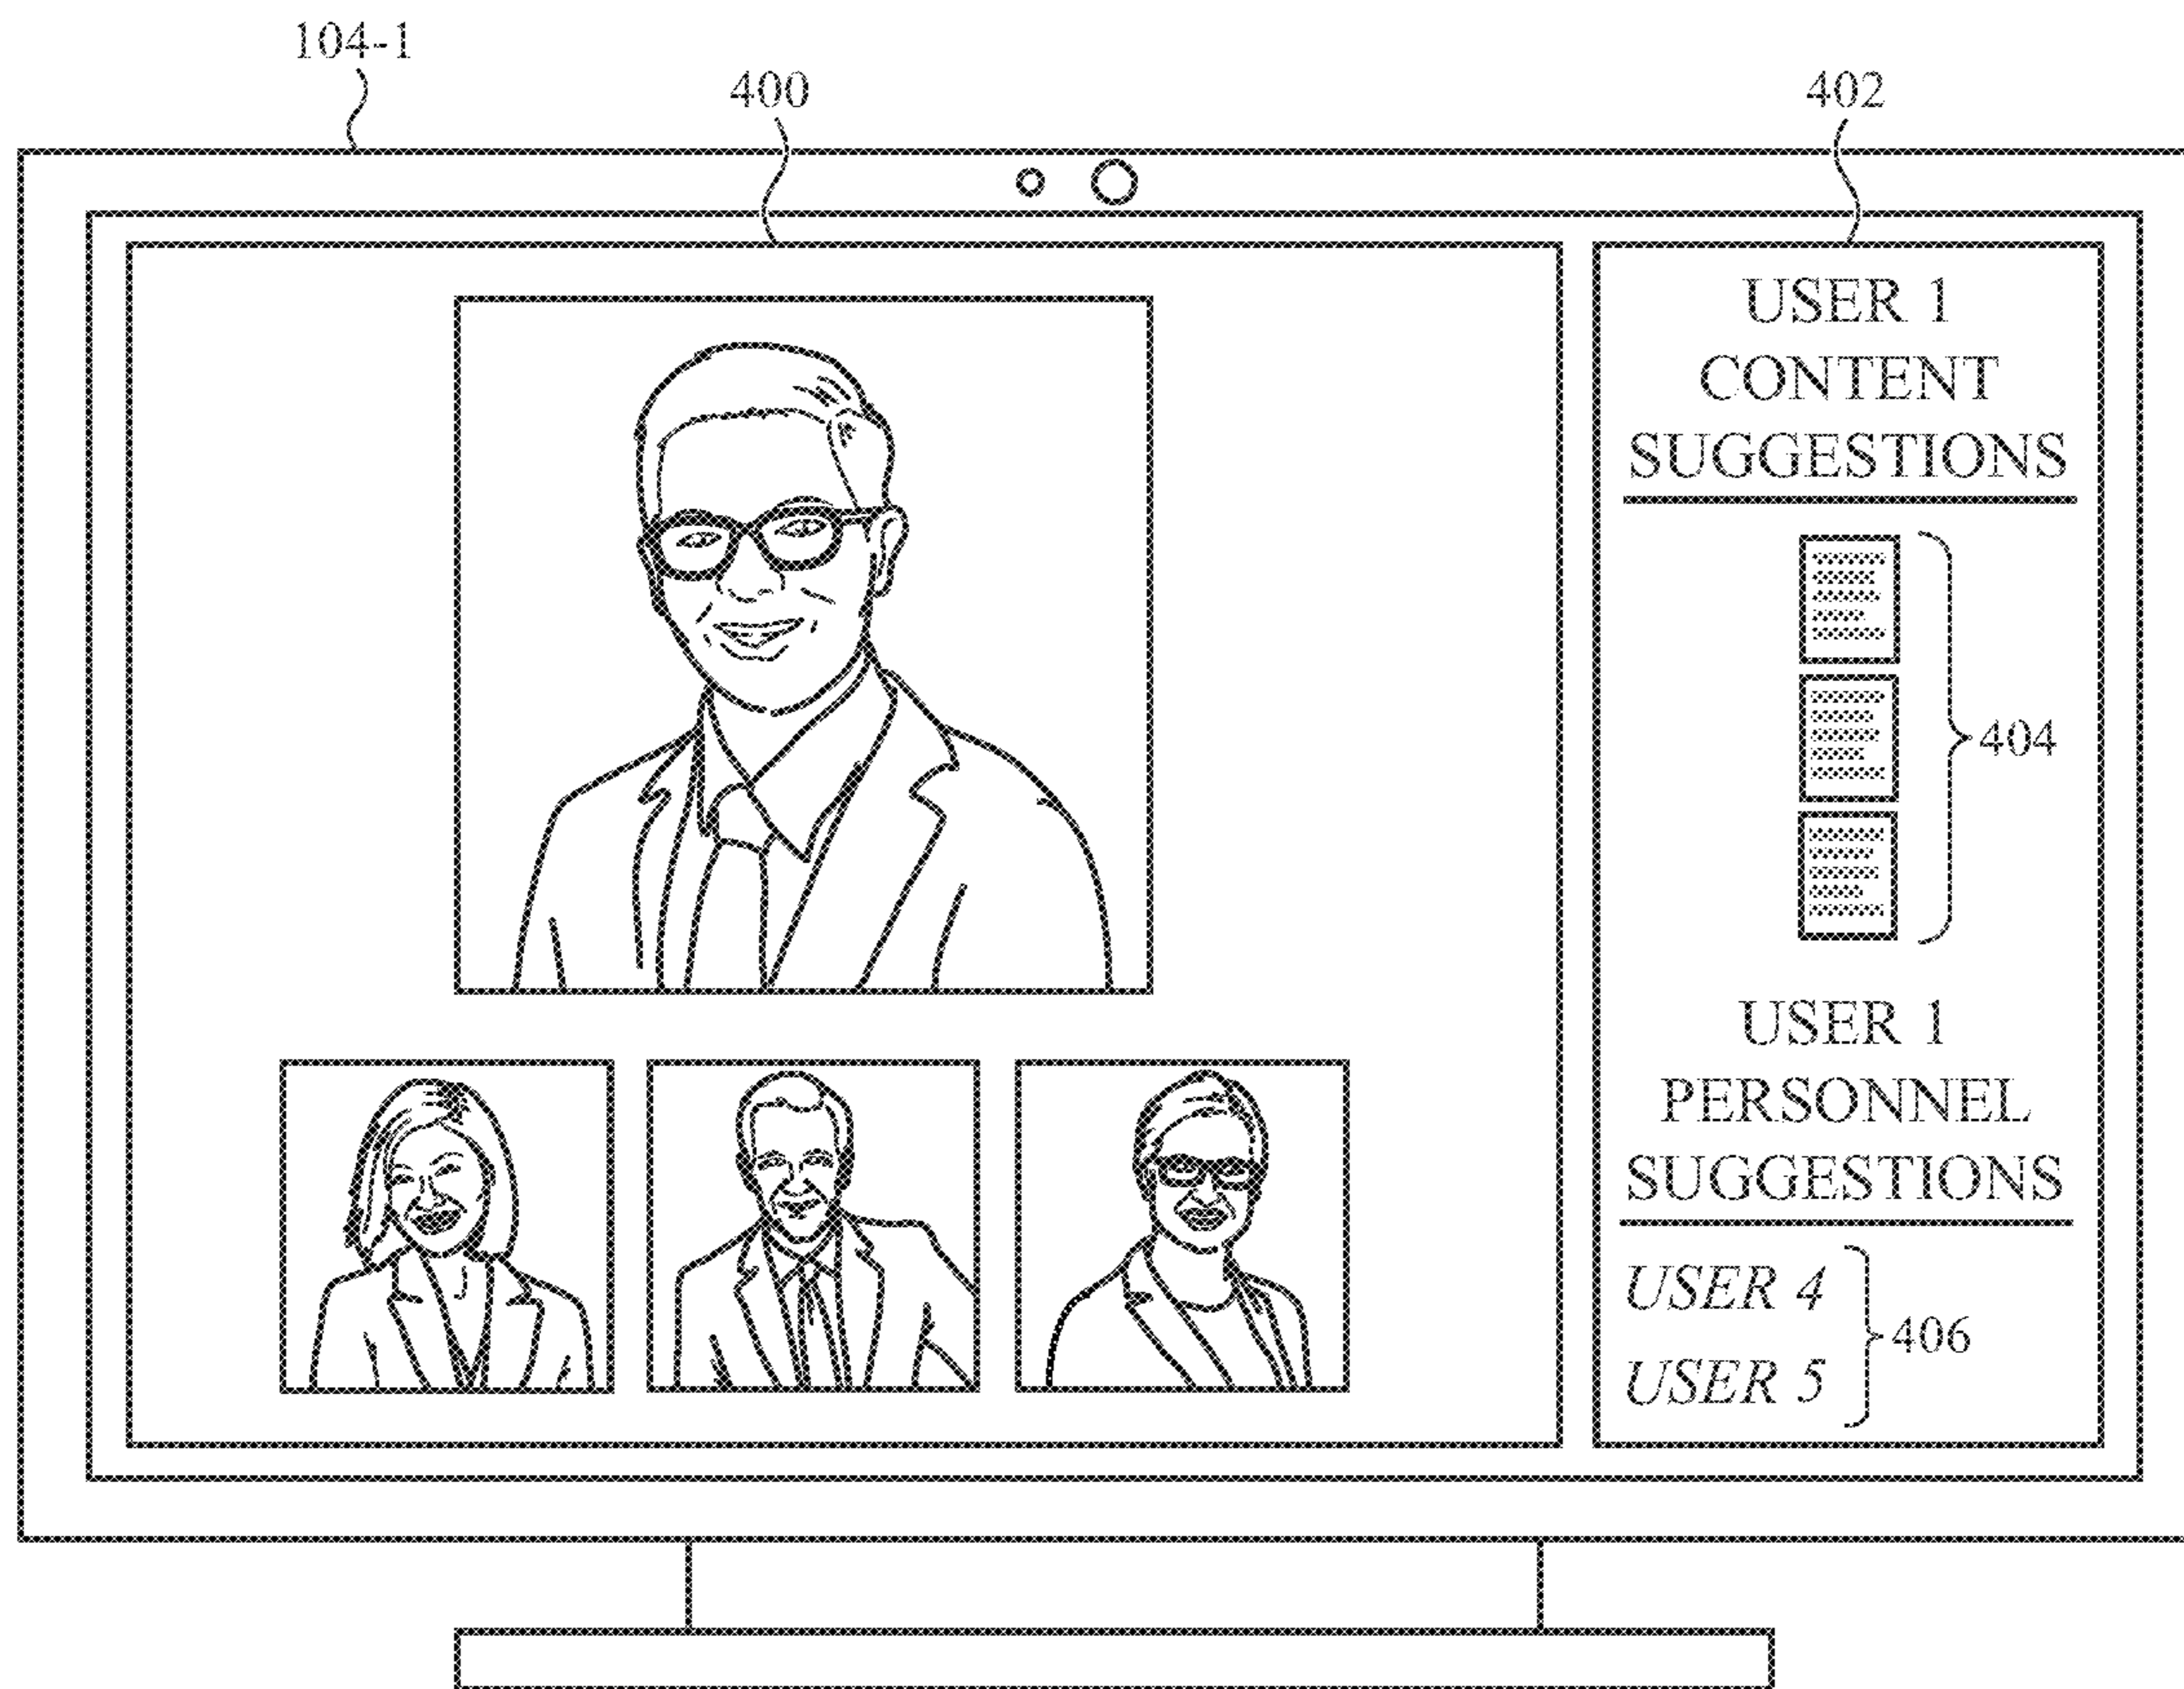 104-1
400
402
USER 1
CONTENT
SUGGESTIONS
404
USER 1
PERSONNEL
SUGGESTIONS
USER 4
USER 5
406